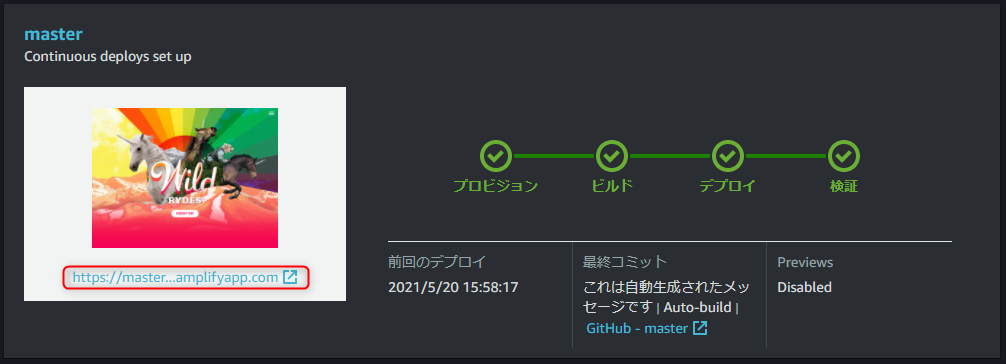 master
Continuous deploys set up
Wild
RYDES
https://master...amplifyapp.com
プロビジョン
ビルド
デプロイ
検証
前回のデプロイ
2021/5/20 15:58:17
最終コミット
これは自動生成されたメッ
セージです | Auto-build |
GitHub - master
Previews
Disabled